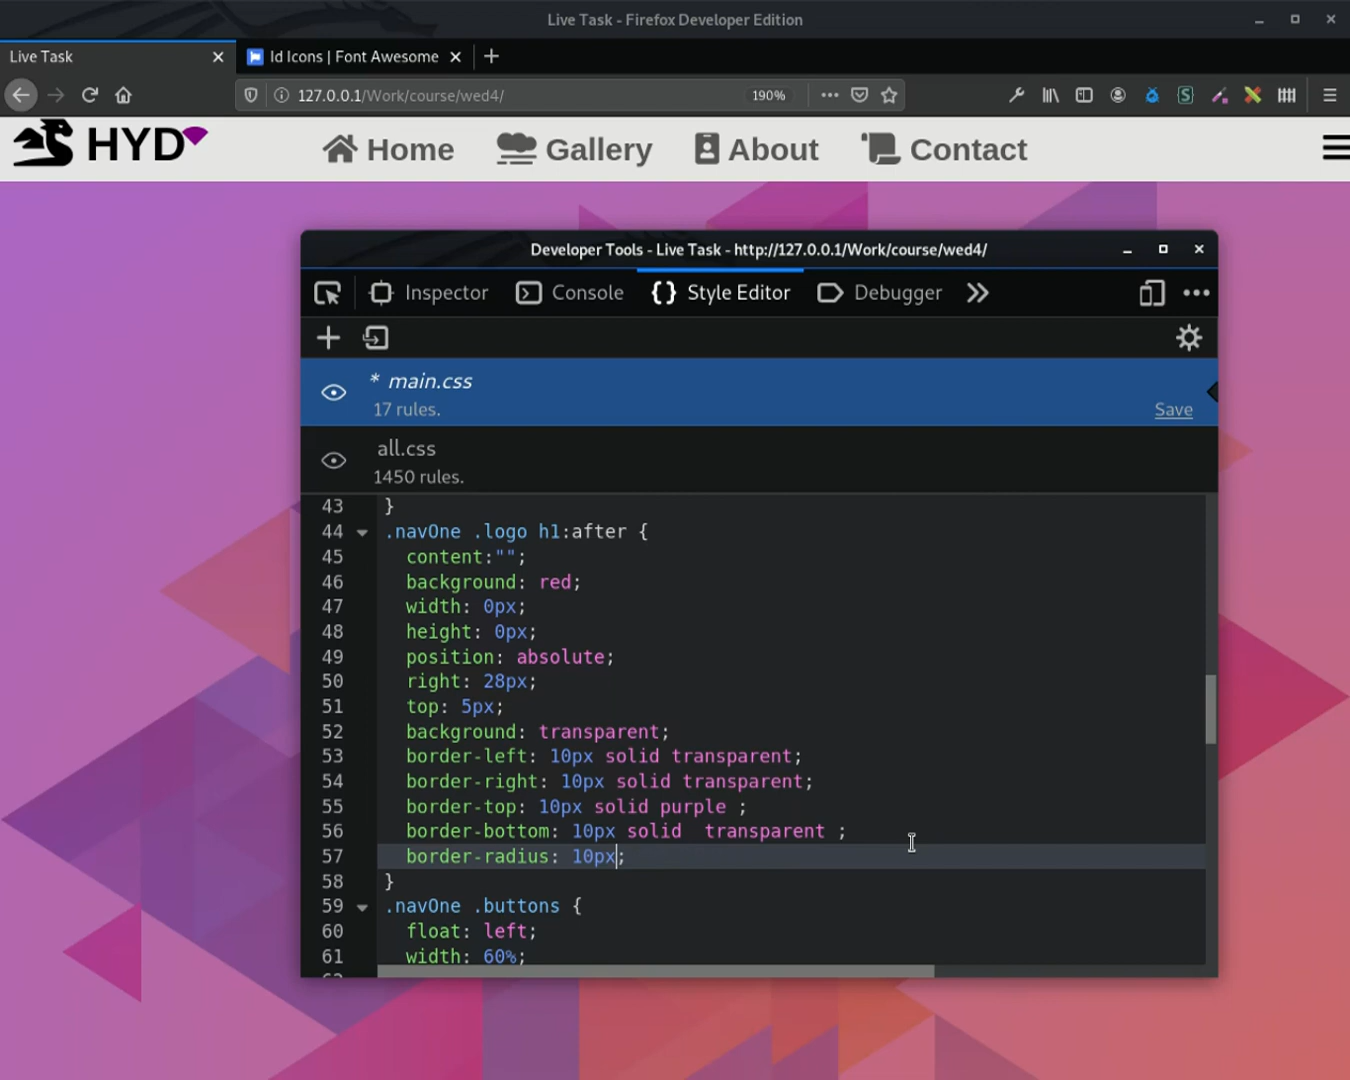 Live Task - Firefox Developer Edition
Live Task
Id Icons | Font Awesome
127.0.0.1/Work/course/wed4/
190%
HYD
Home
Gallery
About
Contact
Developer Tools - Live Task - http://127.0.0.1/Work/course/wed4/
Inspector
Console
{} Style Editor
Debugger
* main.css
17 rules.
Save
all.css
1450 rules.
43 }
44 .navOne .logo h1:after {
45 content:"";
46 background: red;
47 width: 0px;
48 height: 0px;
49 position: absolute;
50 right: 28px;
51 top: 5px;
52 background: transparent;
53 border-left: 10px solid transparent;
54 border-right: 10px solid transparent;
55 border-top: 10px solid purple ;
56 border-bottom: 10px solid  transparent ;
57 border-radius: 10px;
58 }
59 .navOne .buttons {
60 float: left;
61 width: 60%;